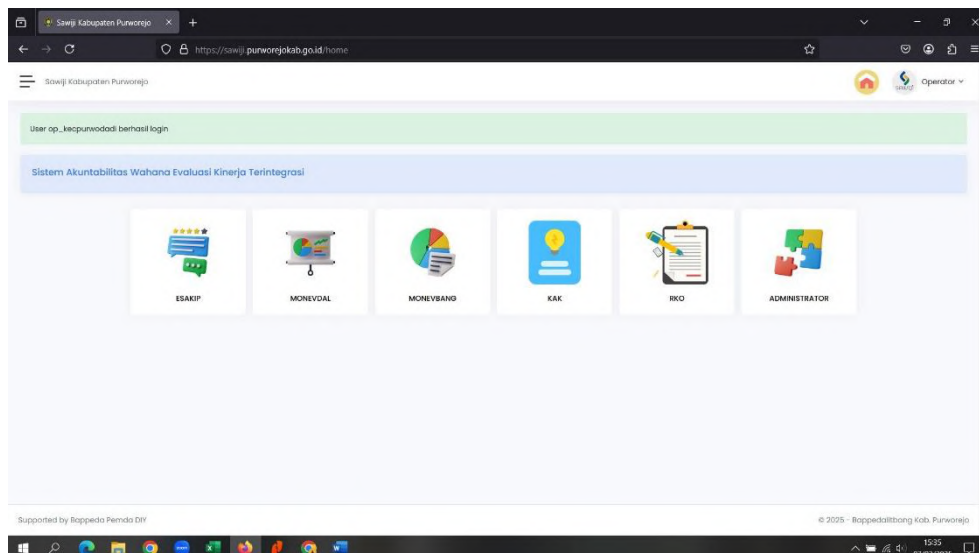 Sawiji Kabupaten Purworejo
https://sawiji.purworejokab.go.id/home
Sawiji Kabupaten Purworejo
Operator
User op_kecpurwodadi berhasil login
Sistem Akuntabilitas Wahana Evaluasi Kinerja Terintegrasi
ESAKIP
MONEVDAL
MONEVBANG
KAK
RKO
ADMINISTRATOR
Supported by Bappeda Pemda DIY
© 2025 - Bappedalitbang Kab. Purworejo
15:35